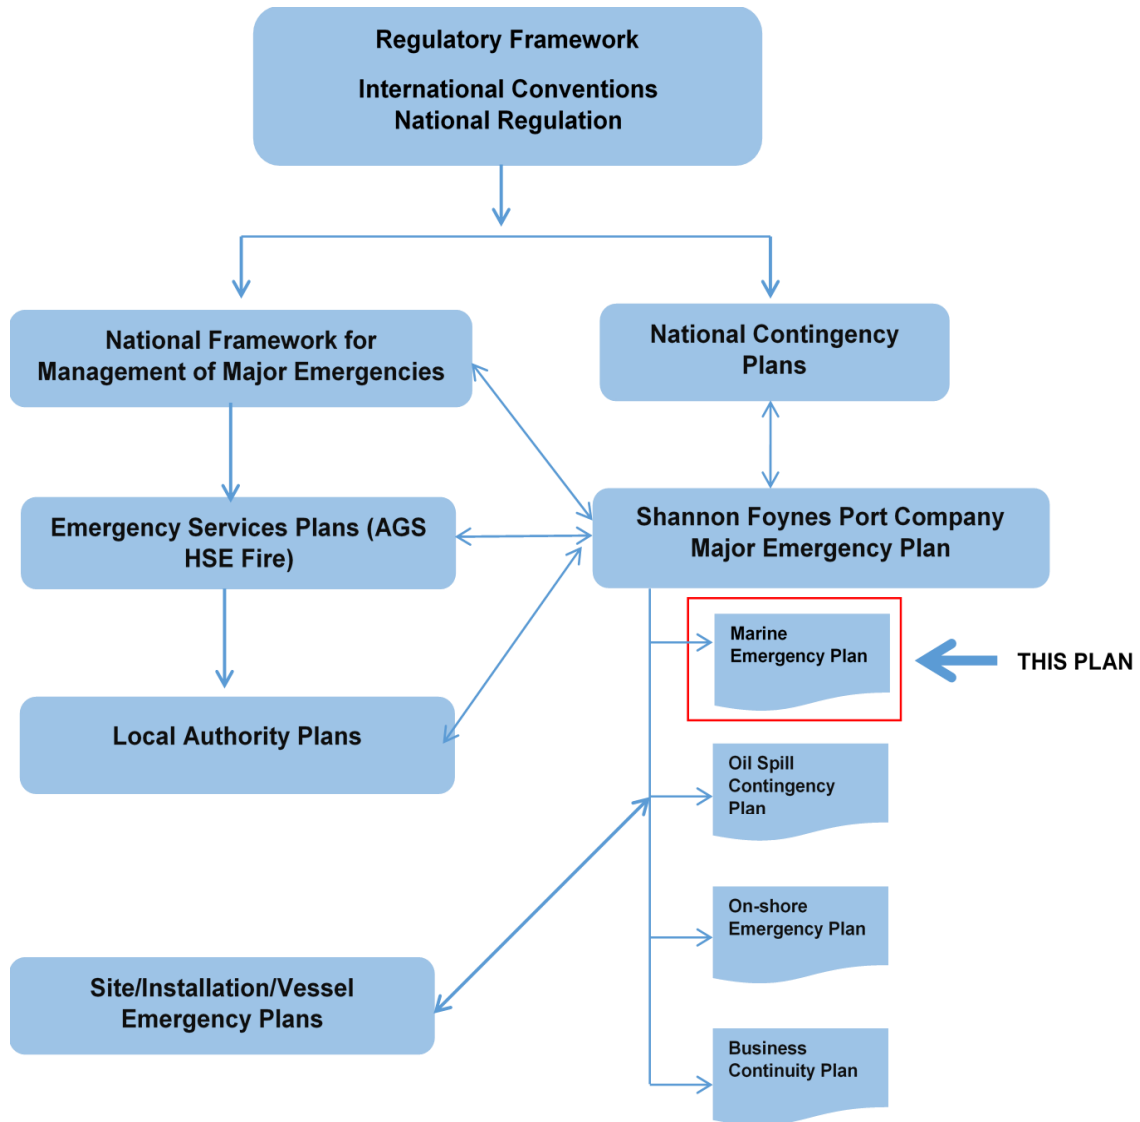 Regulatory Framework
International Conventions
National Regulation
National Framework for
Management of Major Emergencies
National Contingency
Plans
Emergency Services Plans (AGS
HSE Fire)
Shannon Foynes Port Company
Major Emergency Plan
Marine
Emergency Plan
THIS PLAN
Local Authority Plans
Oil Spill
Contingency
Plan
On-shore
Emergency Plan
Site/Installation/Vessel
Emergency Plans
Business
Continuity Plan